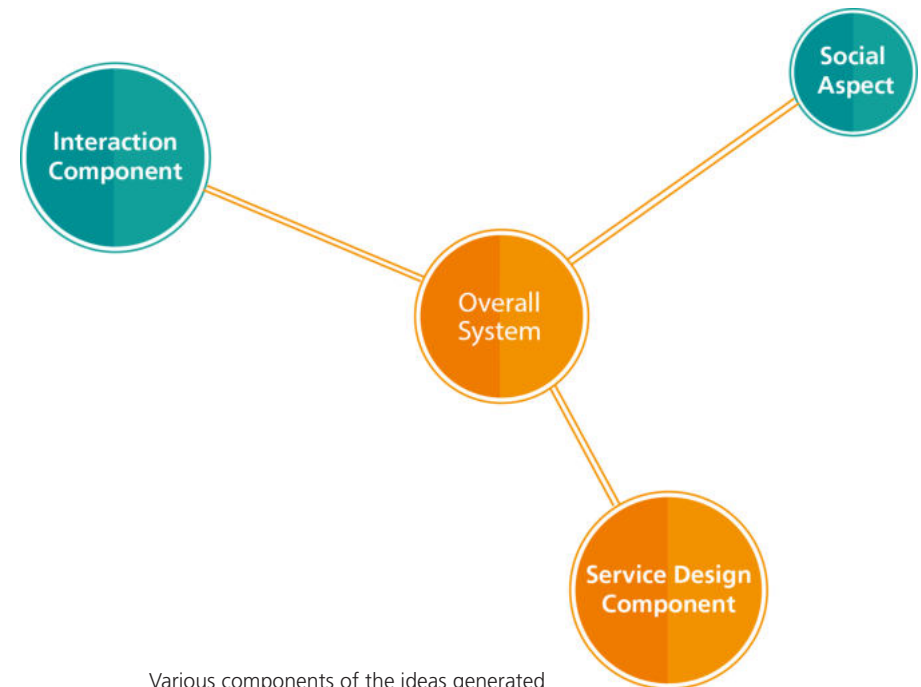 Social
Aspect
Interaction
Component
Overall
System
Service Design
Component
Various components of the ideas generated